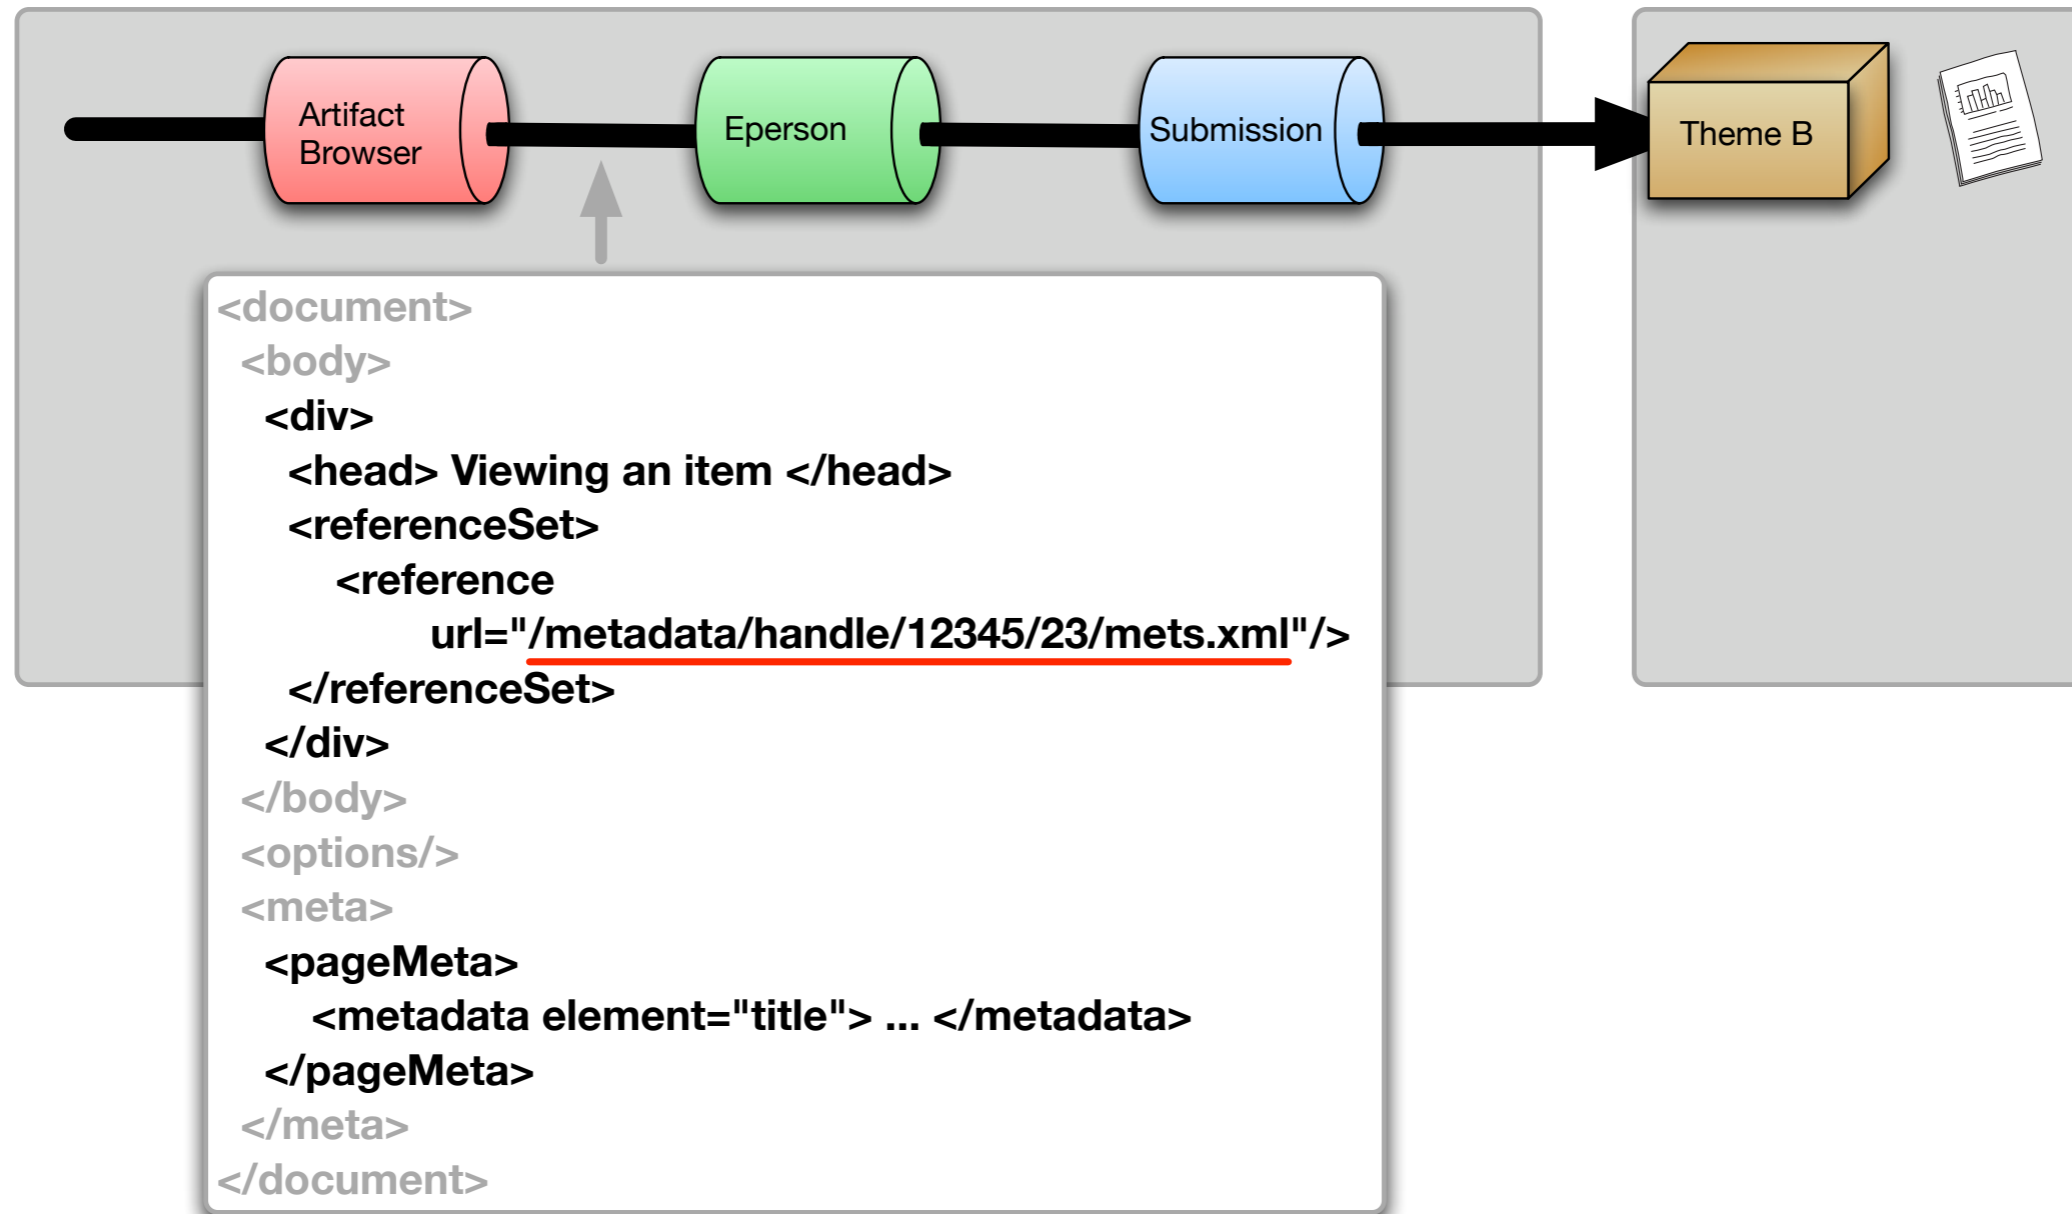 Artifact
Browser
Eperson
Submission
Theme B
<document>
<body>
<div>
<head> Viewing an item </head>
<referenceSet>
<reference
url="/metadata/handle/12345/23/mets.xml"/>
</referenceSet>
</div>
</body>
<options/>
<meta>
<pageMeta>
<metadata element="title"> ... </metadata>
</pageMeta>
</meta>
</document>